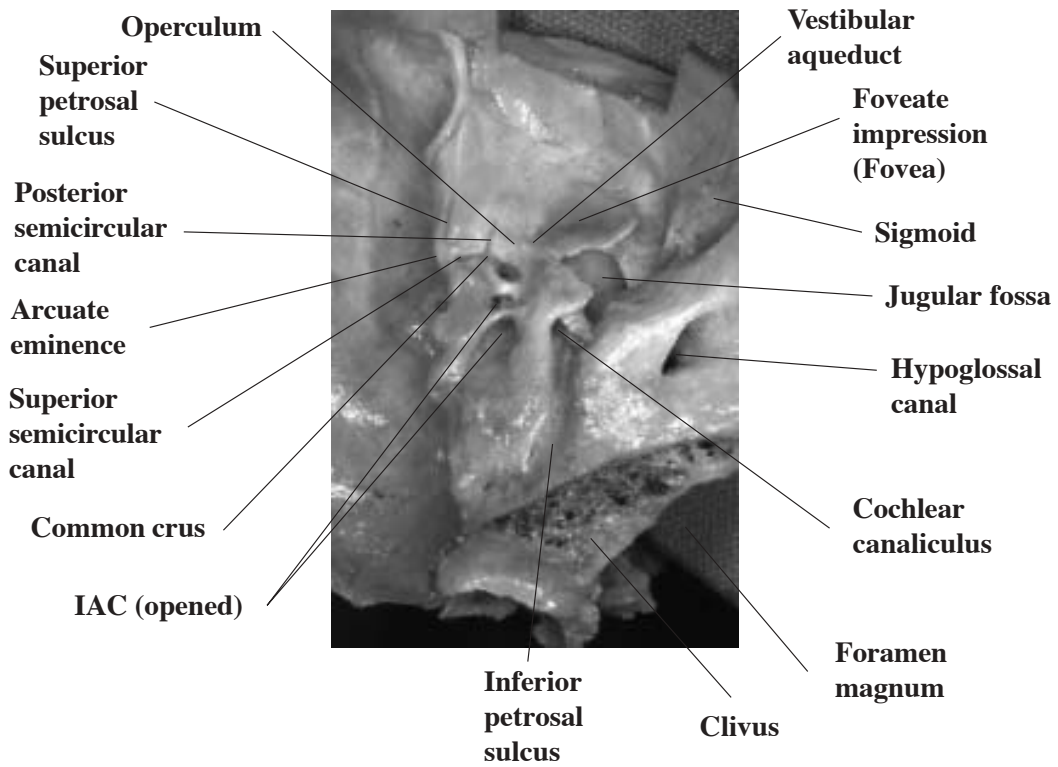 Operculum
Superior
petrosal
sulcus
Posterior
semicircular
canal
Arcuate
eminence
Superior
semicircular
canal
Common crus
IAC (opened)
Vestibular
aqueduct
Foveate
impression
(Fovea)
Sigmoid
Jugular fossa
Hypoglossal
canal
Cochlear
canaliculus
Foramen
magnum
Inferior
petrosal
sulcus
Clivus